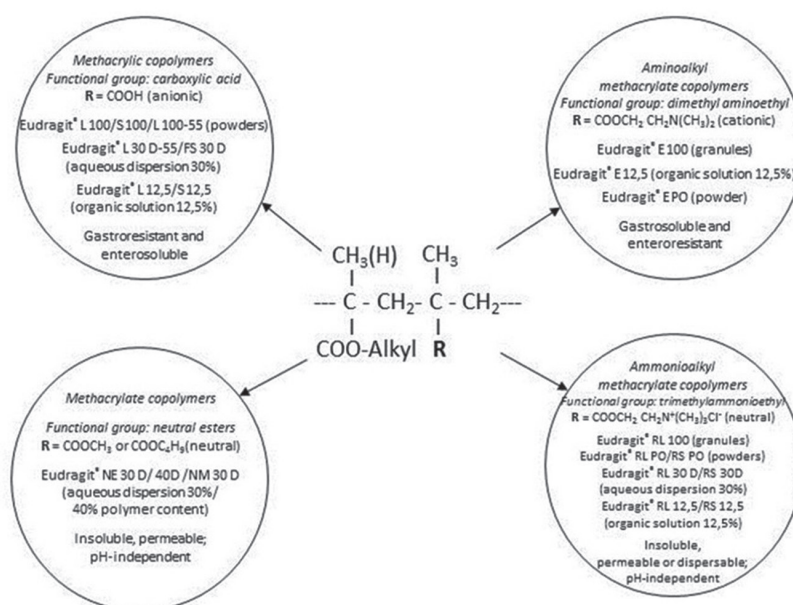 Methacrylic copolymers
Functional group: carboxylic acid
R = COOH (anionic)
Eudragit® L 100/S 100/L 100-55 (powders)
Eudragit® L 30 D-55/FS 30 D
(aqueous dispersion 30%)
Eudragit® L 12,5/S 12,5
(organic solution 12,5%)
Gastroresistant and
enterosoluble
Aminoalkyl
methacrylate copolymers
Functional group: dimethyl aminoethyl
R = COOCH₂ CH₂N(CH₃)₂ (cationic)
Eudragit® E 100 (granules)
Eudragit® E 12,5 (organic solution 12,5%)
Eudragit® EPO (powder)
Gastrosoluble and
enteroresistant
CH₃(H) CH₃
--- C - CH₂- C - CH₂---
COO-Alkyl R
Methacrylate copolymers
Functional group: neutral esters
R = COOCH₃ or COOC₄H₉(neutral)
Eudragit® NE 30 D/ 40D /NM 30 D
(aqueous dispersion 30%/
40% polymer content)
Insoluble, permeable;
pH-independent
Ammonioalkyl
methacrylate copolymers
Functional group: trimethylammonioethyl
R = COOCH₂ CH₂N⁺(CH₃)₃Cl⁻ (neutral)
Eudragit® RL 100 (granules)
Eudragit® RL PO/RS PO (powders)
Eudragit® RL 30 D/RS 30D
(aqueous dispersion 30%)
Eudragit® RL 12,5/RS 12,5
(organic solution 12,5%)
Insoluble,
permeable or dispersable;
pH-independent